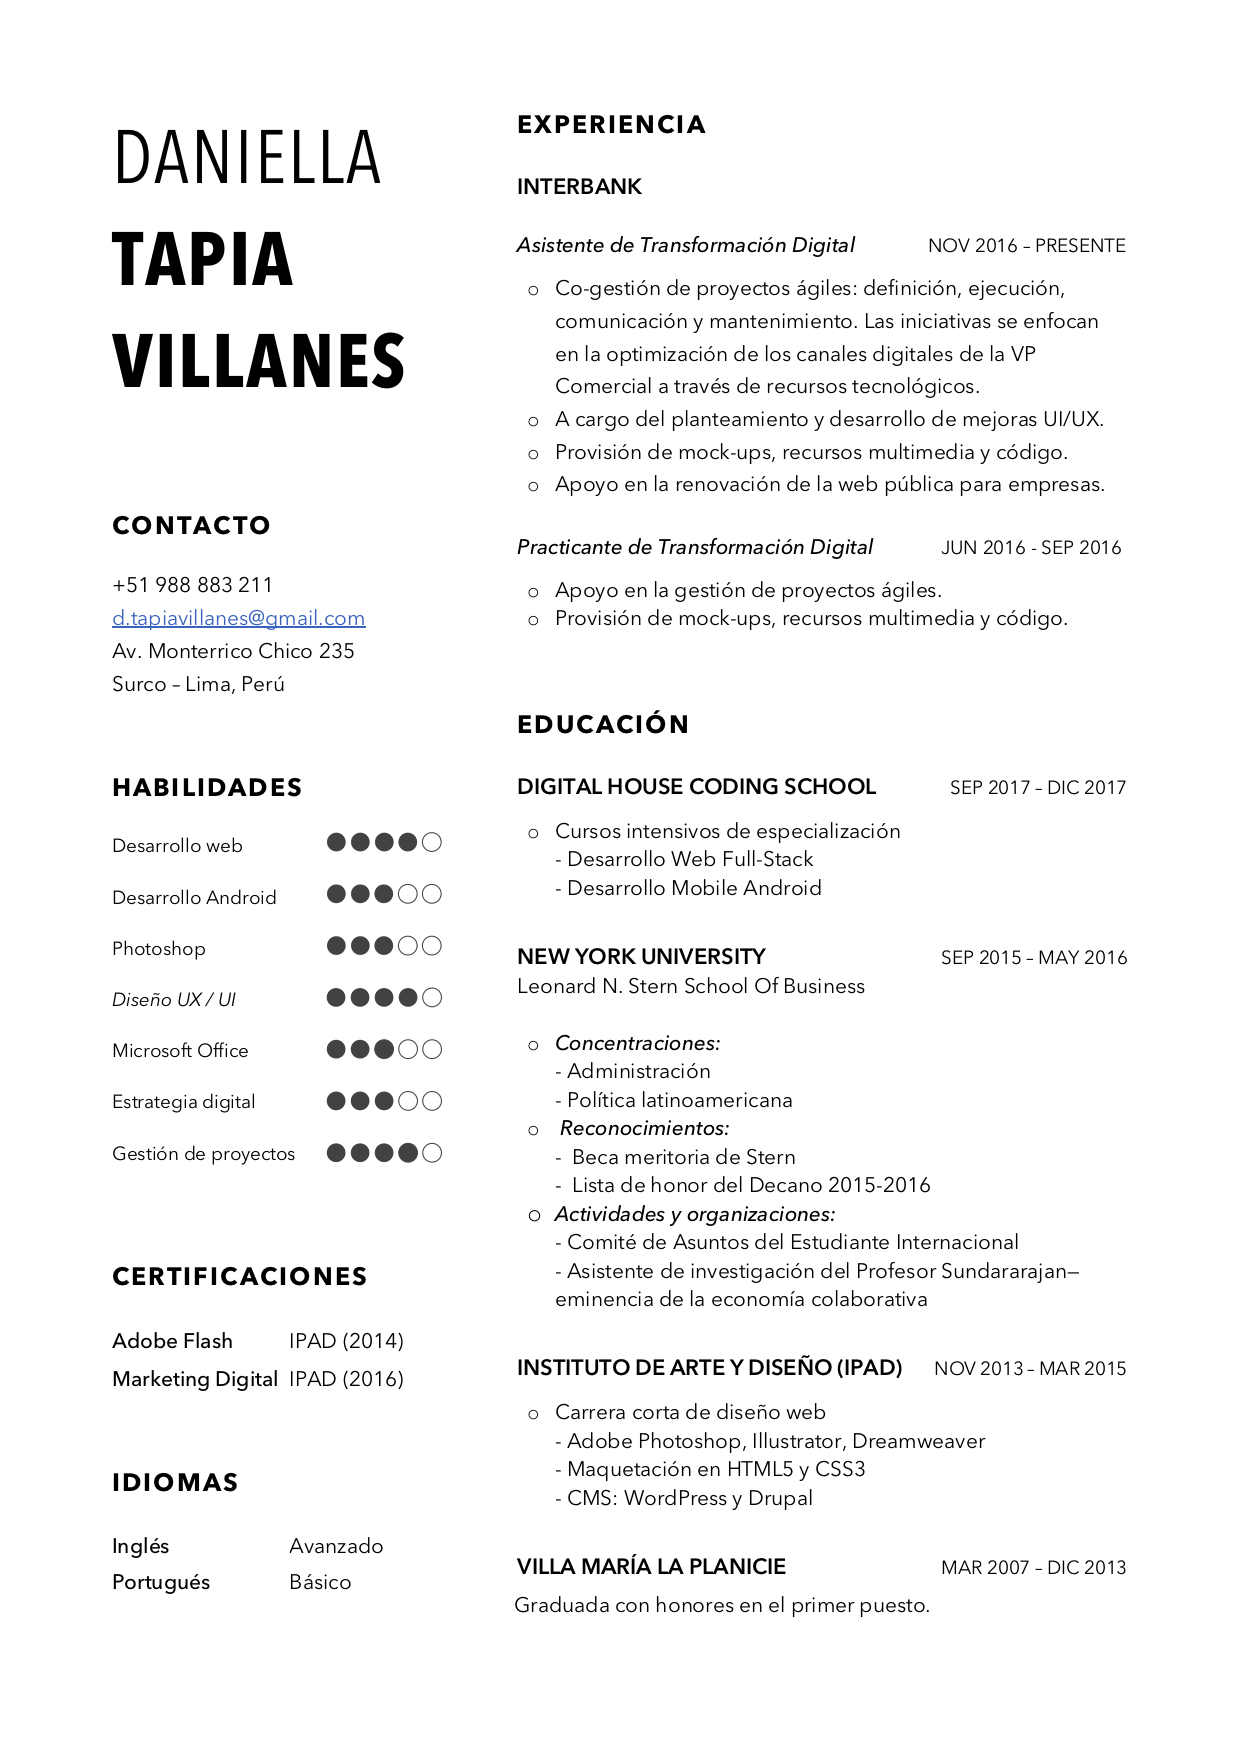 DANIELLA
TAPIA
VILLANES
CONTACTO
+51 988 883 211
d.tapiavillanes@gmail.com
Av. Monterrico Chico 235
Surco – Lima, Perú
HABILIDADES
Desarrollo web
Desarrollo Android
Photoshop
Diseño UX / UI
Microsoft Office
Estrategia digital
Gestión de proyectos
CERTIFICACIONES
Adobe Flash IPAD (2014)
Marketing Digital IPAD (2016)
IDIOMAS
Inglés Avanzado
Portugués Básico
EXPERIENCIA
INTERBANK
Asistente de Transformación Digital NOV 2016 – PRESENTE
o Co-gestión de proyectos ágiles: definición, ejecución,
comunicación y mantenimiento. Las iniciativas se enfocan
en la optimización de los canales digitales de la VP
Comercial a través de recursos tecnológicos.
o A cargo del planteamiento y desarrollo de mejoras UI/UX.
o Provisión de mock-ups, recursos multimedia y código.
o Apoyo en la renovación de la web pública para empresas.
Practicante de Transformación Digital JUN 2016 - SEP 2016
o Apoyo en la gestión de proyectos ágiles.
o Provisión de mock-ups, recursos multimedia y código.
EDUCACIÓN
DIGITAL HOUSE CODING SCHOOL SEP 2017 – DIC 2017
o Cursos intensivos de especialización
- Desarrollo Web Full-Stack
- Desarrollo Mobile Android
NEW YORK UNIVERSITY SEP 2015 – MAY 2016
Leonard N. Stern School Of Business
o Concentraciones:
- Administración
- Política latinoamericana
o Reconocimientos:
- Beca meritoria de Stern
- Lista de honor del Decano 2015-2016
o Actividades y organizaciones:
- Comité de Asuntos del Estudiante Internacional
- Asistente de investigación del Profesor Sundararajan—
eminencia de la economía colaborativa
INSTITUTO DE ARTE Y DISEÑO (IPAD) NOV 2013 – MAR 2015
o Carrera corta de diseño web
- Adobe Photoshop, Illustrator, Dreamweaver
- Maquetación en HTML5 y CSS3
- CMS: WordPress y Drupal
VILLA MARÍA LA PLANICIE MAR 2007 – DIC 2013
Graduada con honores en el primer puesto.